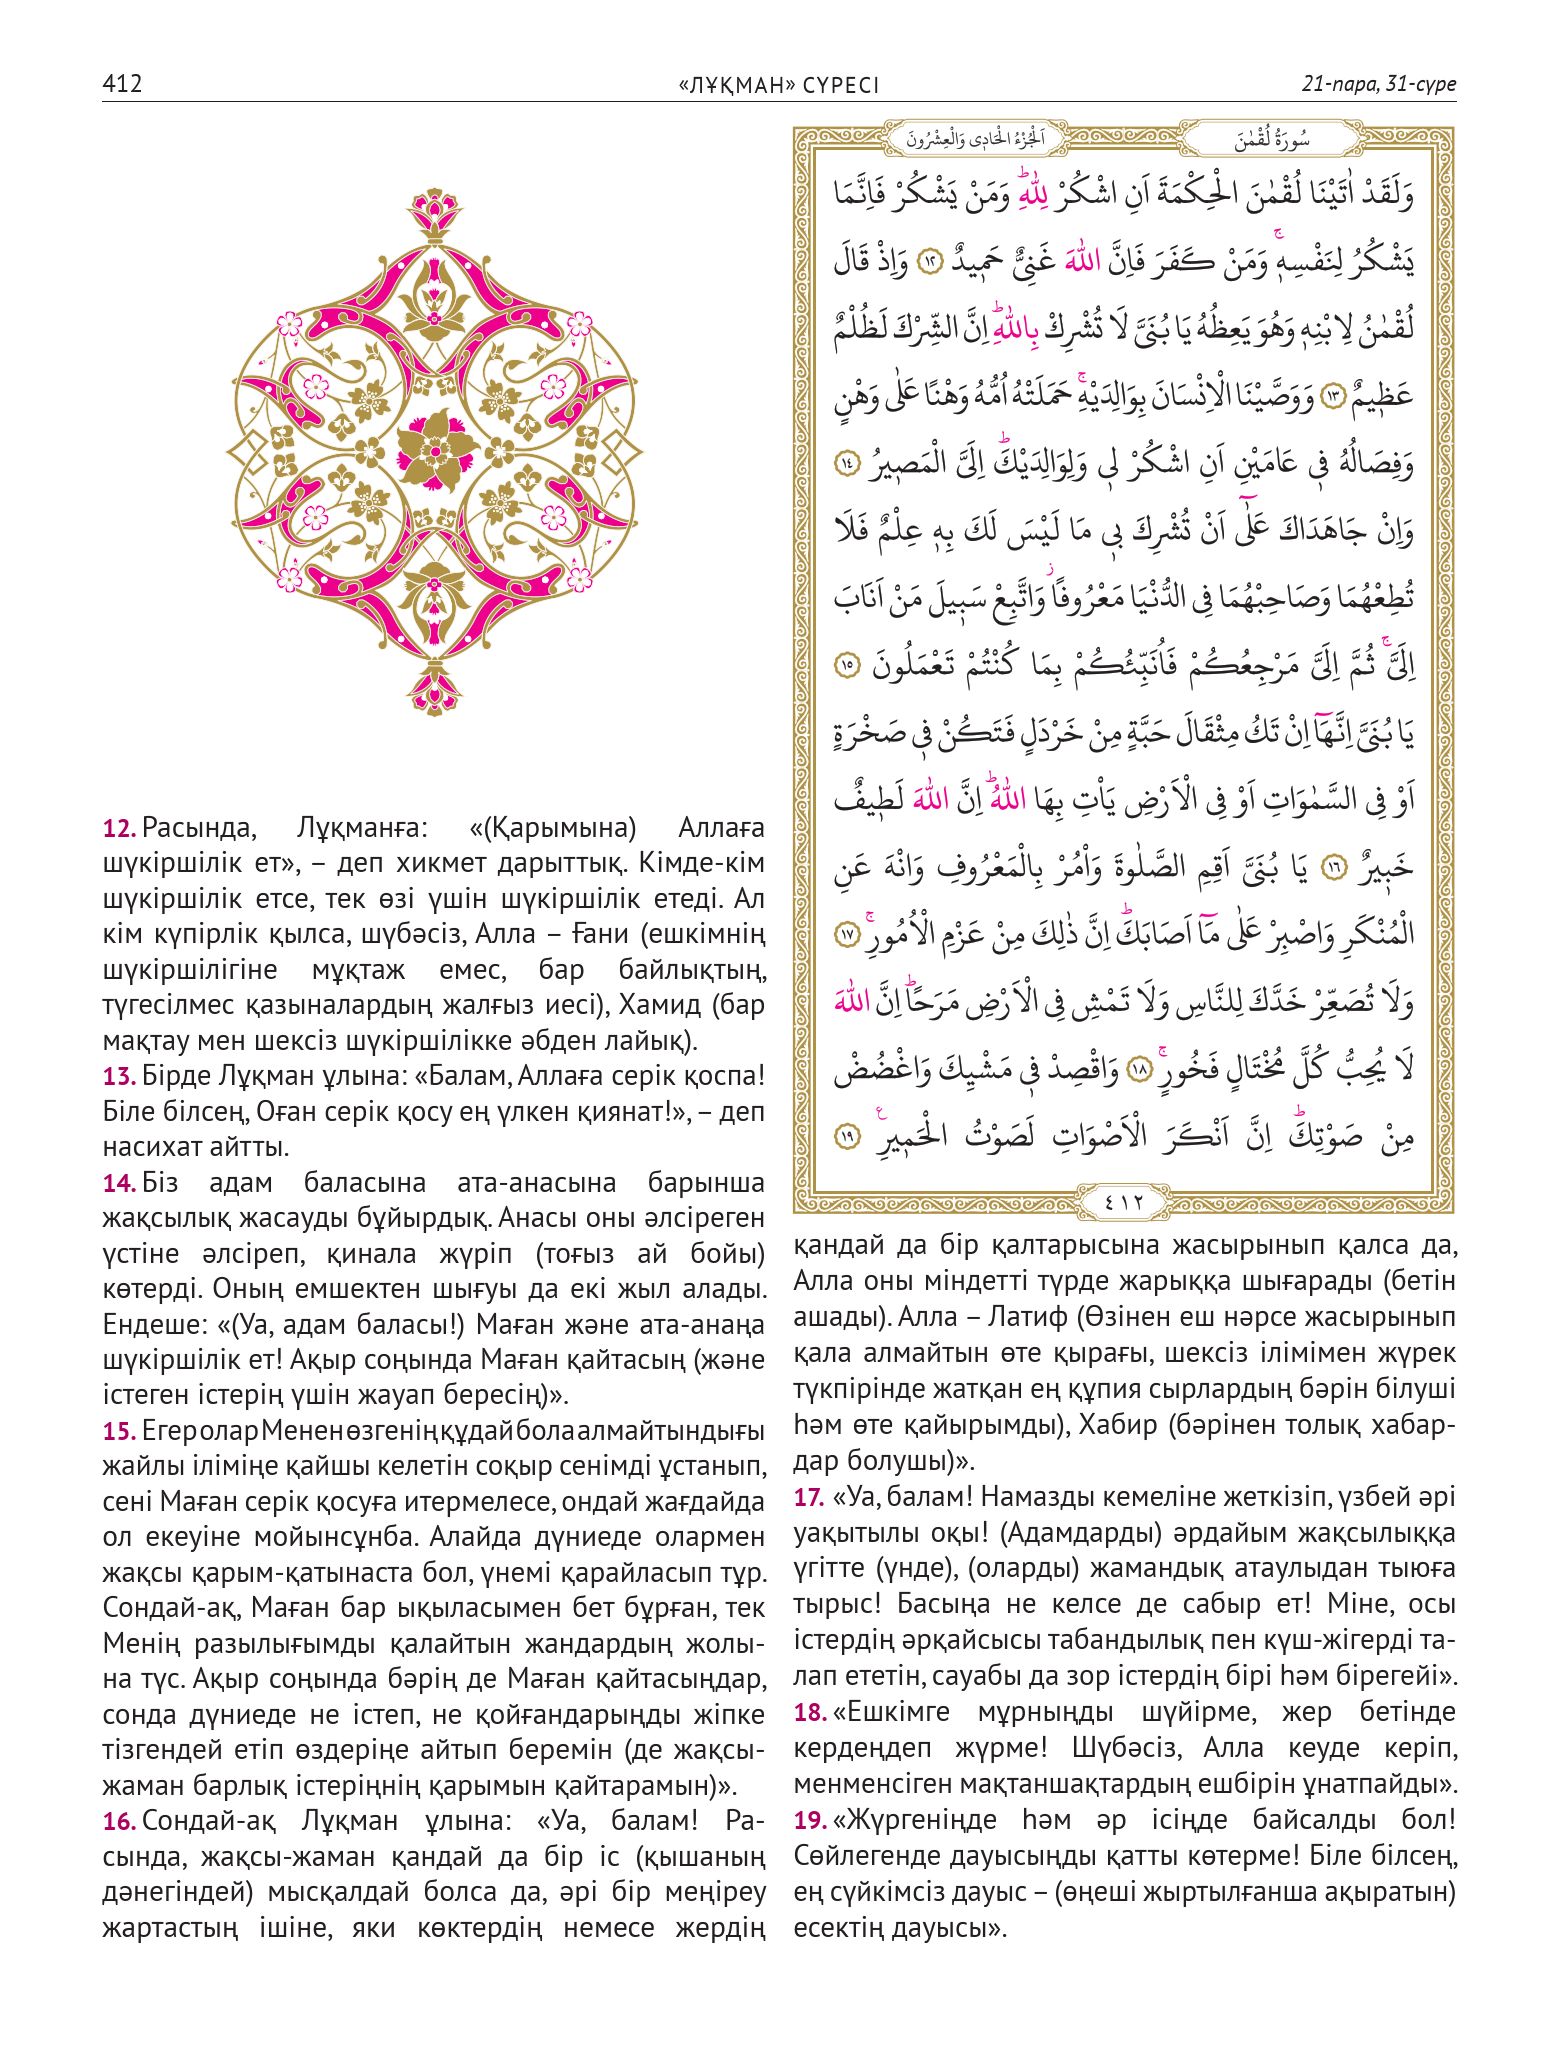 412
«ЛҰҚМАН» СҮРЕСІ
21-пара, 31-сүре
اَلْجُزْءُ الْحَادِي وَالْعِشْرُونَ
سُورَةُ لُقْمٰنَ
وَلَقَدْ اٰتَيْنَا لُقْمٰنَ الْحِكْمَةَ اَنِ اشْكُرْ لِلّٰهِۜ وَمَنْ يَشْكُرْ فَاِنَّمَا
يَشْكُرُ لِنَفْسِه۪ۚ وَمَنْ كَفَرَ فَاِنَّ اللّٰهَ غَنِيٌّ حَم۪يدٌ ﴿١٢﴾ وَاِذْ قَالَ
لُقْمٰنُ لِابْنِه۪ وَهُوَ يَعِظُهُ يَا بُنَيَّ لَا تُشْرِكْ بِاللّٰهِۜ اِنَّ الشِّرْكَ لَظُلْمٌ
عَظ۪يمٌ ﴿١٣﴾ وَوَصَّيْنَا الْاِنْسَانَ بِوَالِدَيْهِۚ حَمَلَتْهُ اُمُّهُ وَهْنًا عَلٰى وَهْنٍ
وَفِصَالُهُ ف۪ي عَامَيْنِ اَنِ اشْكُرْ ل۪ي وَلِوَالِدَيْكَۜ اِلَيَّ الْمَص۪يرُ ﴿١٤﴾
وَاِنْ جَاهَدَاكَ عَلٰٓى اَنْ تُشْرِكَ ب۪ي مَا لَيْسَ لَكَ بِه۪ عِلْمٌ فَلَا
تُطِعْهُمَا وَصَاحِبْهُمَا فِي الدُّنْيَا مَعْرُوفًاۘ وَاتَّبِعْ سَب۪يلَ مَنْ اَنَابَ
اِلَيَّۚ ثُمَّ اِلَيَّ مَرْجِعُكُمْ فَاُنَبِّئُكُمْ بِمَا كُنْتُمْ تَعْمَلُونَ ﴿١٥﴾
يَا بُنَيَّ اِنَّهَٓا اِنْ تَكُ مِثْقَالَ حَبَّةٍ مِنْ خَرْدَلٍ فَتَكُنْ ف۪ي صَخْرَةٍ
اَوْ فِي السَّمٰوَاتِ اَوْ فِي الْاَرْضِ يَأْتِ بِهَا اللّٰهُۜ اِنَّ اللّٰهَ لَط۪يفٌ
خَب۪يرٌ ﴿١٦﴾ يَا بُنَيَّ اَقِمِ الصَّلٰوةَ وَأْمُرْ بِالْمَعْرُوفِ وَانْهَ عَنِ
الْمُنْكَرِ وَاصْبِرْ عَلٰى مَٓا اَصَابَكَۜ اِنَّ ذٰلِكَ مِنْ عَزْمِ الْاُمُورِۚ ﴿١٧﴾
وَلَا تُصَعِّرْ خَدَّكَ لِلنَّاسِ وَلَا تَمْشِ فِي الْاَرْضِ مَرَحًاۜ اِنَّ اللّٰهَ
لَا يُحِبُّ كُلَّ مُخْتَالٍ فَخُورٍۚ ﴿١٨﴾ وَاقْصِدْ ف۪ي مَشْيِكَ وَاغْضُضْ
مِنْ صَوْتِكَۜ اِنَّ اَنْكَرَ الْاَصْوَاتِ لَصَوْتُ الْحَم۪يرِ۟ ﴿١٩﴾
٤١٢
12. Расында, Лұқманға: «(Қарымына) Аллаға
шүкіршілік ет», – деп хикмет дарыттық. Кімде-кім
шүкіршілік етсе, тек өзі үшін шүкіршілік етеді. Ал
кім күпірлік қылса, шүбәсіз, Алла – Ғани (ешкімнің
шүкіршілігіне мұқтаж емес, бар байлықтың,
түгесілмес қазыналардың жалғыз иесі), Хамид (бар
мақтау мен шексіз шүкіршілікке әбден лайық).
13. Бірде Лұқман ұлына: «Балам, Аллаға серік қоспа!
Біле білсең, Оған серік қосу ең үлкен қиянат!», – деп
насихат айтты.
14. Біз адам баласына ата-анасына барынша
жақсылық жасауды бұйырдық. Анасы оны әлсіреген
үстіне әлсіреп, қинала жүріп (тоғыз ай бойы)
көтерді. Оның емшектен шығуы да екі жыл алады.
Ендеше: «(Уа, адам баласы!) Маған және ата-анаңа
шүкіршілік ет! Ақыр соңында Маған қайтасың (және
істеген істерің үшін жауап бересің)».
15. Егер олар Менен өзгенің құдай бола алмайтындығы
жайлы іліміңе қайшы келетін соқыр сенімді ұстанып,
сені Маған серік қосуға итермелесе, ондай жағдайда
ол екеуіне мойынсұнба. Алайда дүниеде олармен
жақсы қарым-қатынаста бол, үнемі қарайласып тұр.
Сондай-ақ, Маған бар ықыласымен бет бұрған, тек
Менің разылығымды қалайтын жандардың жолы-
на түс. Ақыр соңында бәрің де Маған қайтасыңдар,
сонда дүниеде не істеп, не қойғандарыңды жіпке
тізгендей етіп өздеріңе айтып беремін (де жақсы-
жаман барлық істеріңнің қарымын қайтарамын)».
16. Сондай-ақ Лұқман ұлына: «Уа, балам! Ра-
сында, жақсы-жаман қандай да бір іс (қышаның
дәнегіндей) мысқалдай болса да, әрі бір меңіреу
жартастың ішіне, яки көктердің немесе жердің
қандай да бір қалтарысына жасырынып қалса да,
Алла оны міндетті түрде жарыққа шығарады (бетін
ашады). Алла – Латиф (Өзінен еш нәрсе жасырынып
қала алмайтын өте қырағы, шексіз ілімімен жүрек
түкпірінде жатқан ең құпия сырлардың бәрін білуші
һәм өте қайырымды), Хабир (бәрінен толық хабар-
дар болушы)».
17. «Уа, балам! Намазды кемеліне жеткізіп, үзбей әрі
уақытылы оқы! (Адамдарды) әрдайым жақсылыққа
үгітте (үнде), (оларды) жамандық атаулыдан тыюға
тырыс! Басыңа не келсе де сабыр ет! Міне, осы
істердің әрқайсысы табандылық пен күш-жігерді та-
лап ететін, сауабы да зор істердің бірі һәм бірегейі».
18. «Ешкімге мұрныңды шүйірме, жер бетінде
кердеңдеп жүрме! Шүбәсіз, Алла кеуде керіп,
менменсіген мақтаншақтардың ешбірін ұнатпайды».
19. «Жүргеніңде һәм әр ісіңде байсалды бол!
Сөйлегенде дауысыңды қатты көтерме! Біле білсең,
ең сүйкімсіз дауыс – (өңеші жыртылғанша ақыратын)
есектің дауысы».